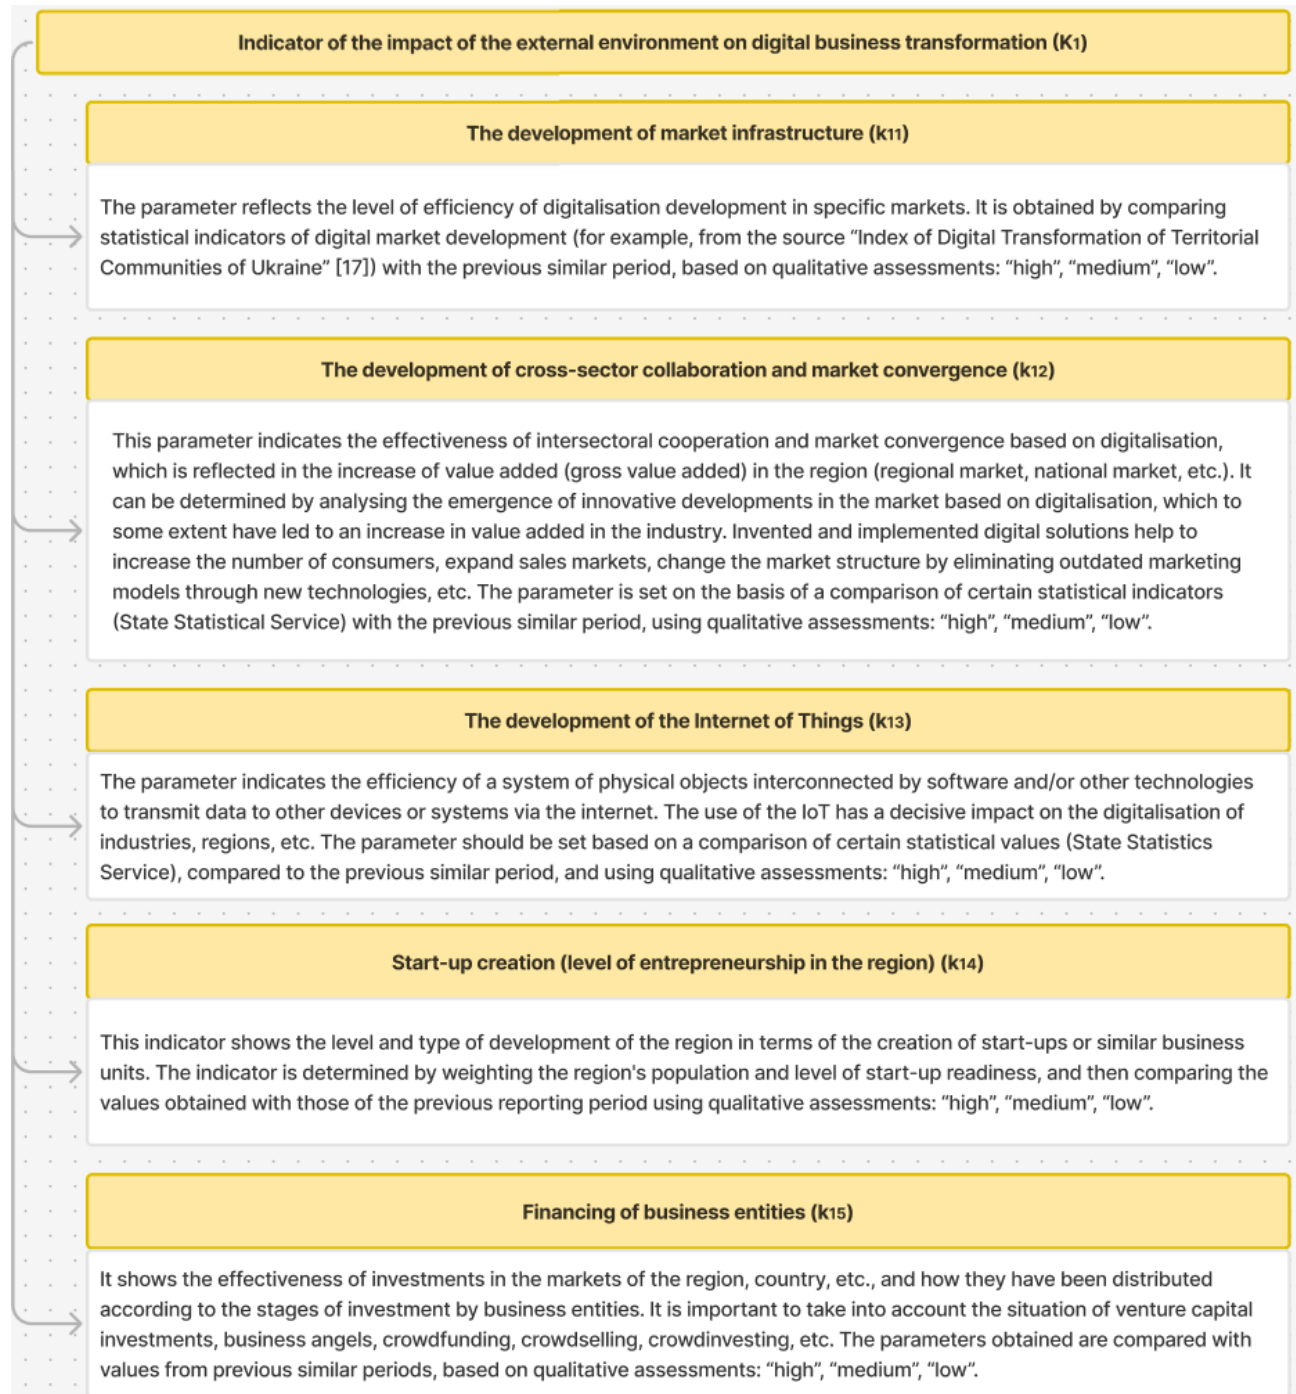 Indicator of the impact of the external environment on digital business transformation (K1)
The development of market infrastructure (k11)
The parameter reflects the level of efficiency of digitalisation development in specific markets. It is obtained by comparing
statistical indicators of digital market development (for example, from the source “Index of Digital Transformation of Territorial
Communities of Ukraine” [17]) with the previous similar period, based on qualitative assessments: “high”, “medium”, “low”.
The development of cross-sector collaboration and market convergence (k12)
This parameter indicates the effectiveness of intersectoral cooperation and market convergence based on digitalisation,
which is reflected in the increase of value added (gross value added) in the region (regional market, national market, etc.). It
can be determined by analysing the emergence of innovative developments in the market based on digitalisation, which to
some extent have led to an increase in value added in the industry. Invented and implemented digital solutions help to
increase the number of consumers, expand sales markets, change the market structure by eliminating outdated marketing
models through new technologies, etc. The parameter is set on the basis of a comparison of certain statistical indicators
(State Statistical Service) with the previous similar period, using qualitative assessments: “high”, “medium”, “low”.
The development of the Internet of Things (k13)
The parameter indicates the efficiency of a system of physical objects interconnected by software and/or other technologies
to transmit data to other devices or systems via the internet. The use of the IoT has a decisive impact on the digitalisation of
industries, regions, etc. The parameter should be set based on a comparison of certain statistical values (State Statistics
Service), compared to the previous similar period, and using qualitative assessments: “high”, “medium”, “low”.
Start-up creation (level of entrepreneurship in the region) (k14)
This indicator shows the level and type of development of the region in terms of the creation of start-ups or similar business
units. The indicator is determined by weighting the region's population and level of start-up readiness, and then comparing the
values obtained with those of the previous reporting period using qualitative assessments: “high”, “medium”, “low”.
Financing of business entities (k15)
It shows the effectiveness of investments in the markets of the region, country, etc., and how they have been distributed
according to the stages of investment by business entities. It is important to take into account the situation of venture capital
investments, business angels, crowdfunding, crowdselling, crowdinvesting, etc. The parameters obtained are compared with
values from previous similar periods, based on qualitative assessments: “high”, “medium”, “low”.